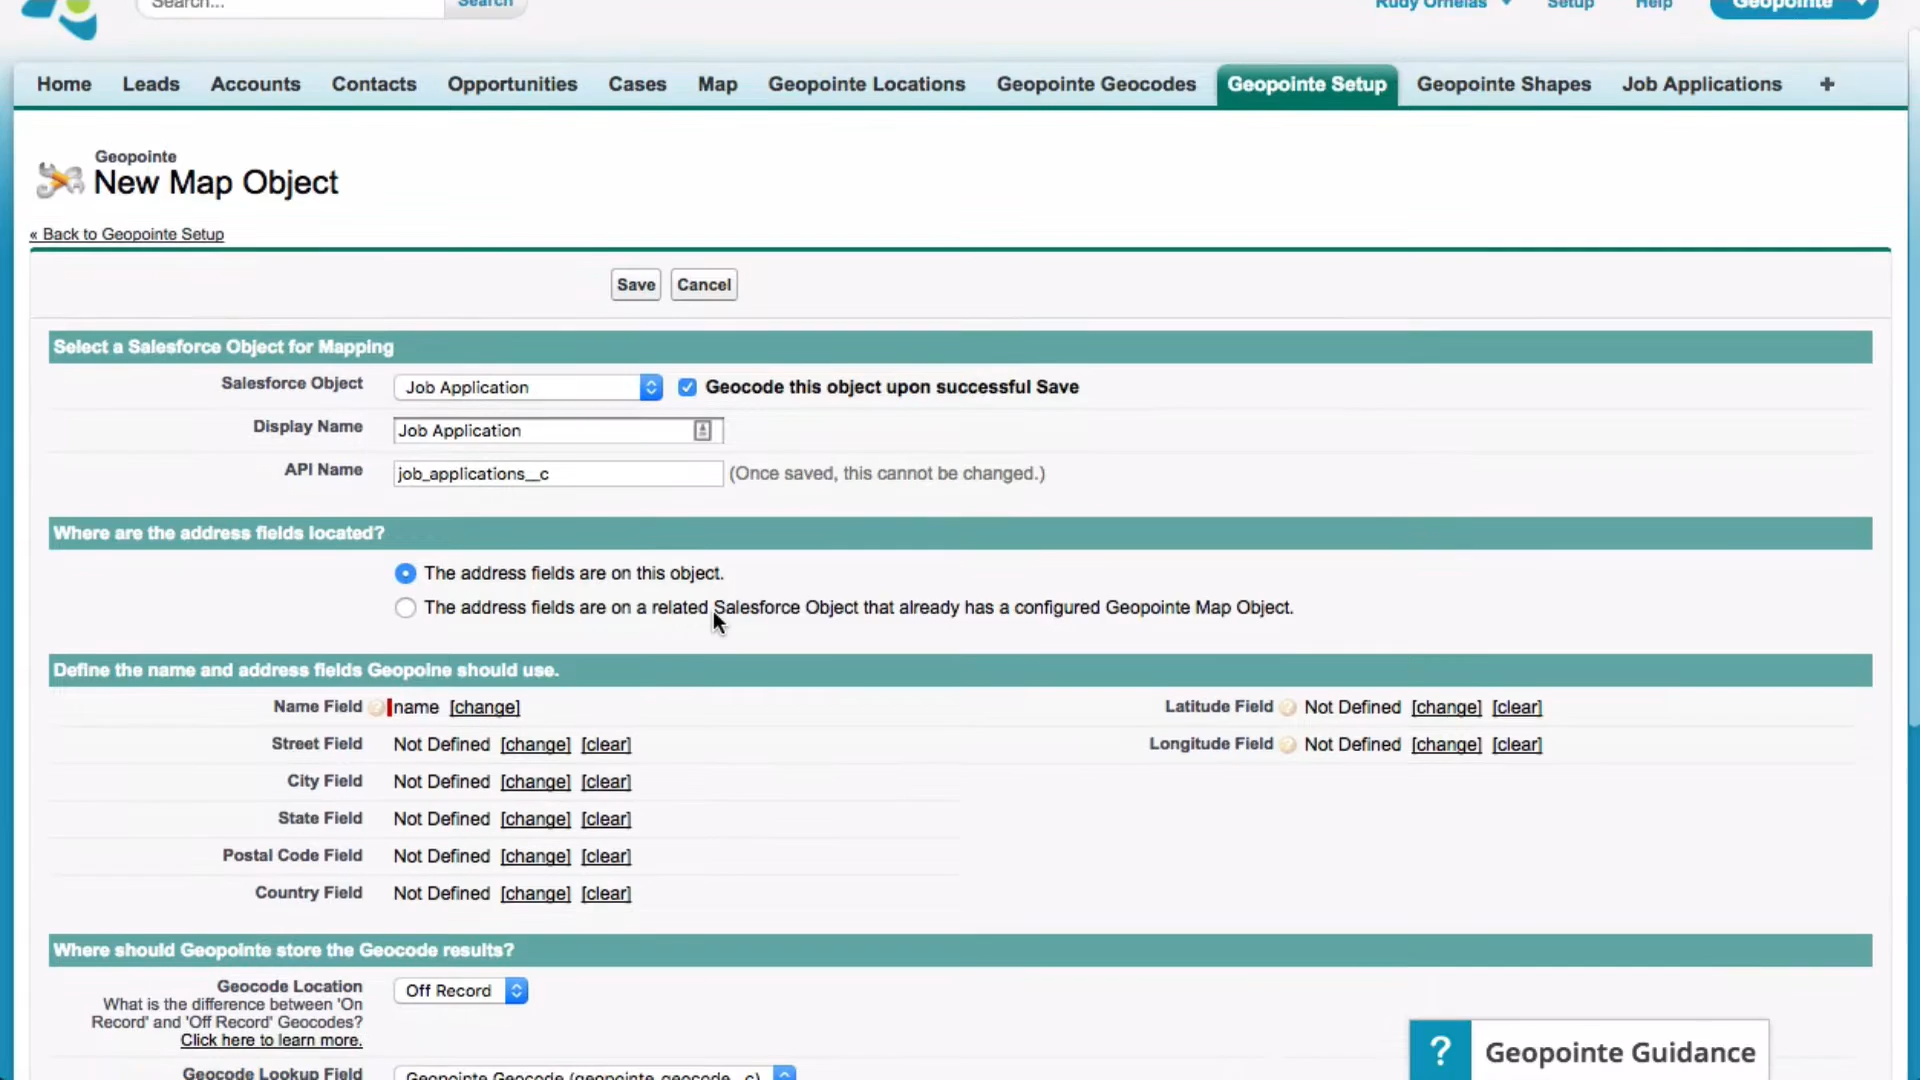 Search... Search Rudy Ornelas Setup Help Geopointe
Home Leads Accounts Contacts Opportunities Cases Map Geopointe Locations Geopointe Geocodes Geopointe Setup Geopointe Shapes Job Applications +
Geopointe
New Map Object
« Back to Geopointe Setup
Save Cancel
Select a Salesforce Object for Mapping
Salesforce Object Job Application Geocode this object upon successful Save
Display Name Job Application
API Name job_applications__c (Once saved, this cannot be changed.)
Where are the address fields located?
The address fields are on this object.
The address fields are on a related Salesforce Object that already has a configured Geopointe Map Object.
Define the name and address fields Geopoine should use.
Name Field name [change] Latitude Field Not Defined [change] [clear]
Street Field Not Defined [change] [clear] Longitude Field Not Defined [change] [clear]
City Field Not Defined [change] [clear]
State Field Not Defined [change] [clear]
Postal Code Field Not Defined [change] [clear]
Country Field Not Defined [change] [clear]
Where should Geopointe store the Geocode results?
Geocode Location Off Record
What is the difference between 'On
Record' and 'Off Record' Geocodes?
Click here to learn more.
? Geopointe Guidance
Geocode Lookup Field Geopointe Geocode (geopointe_geocode__c)